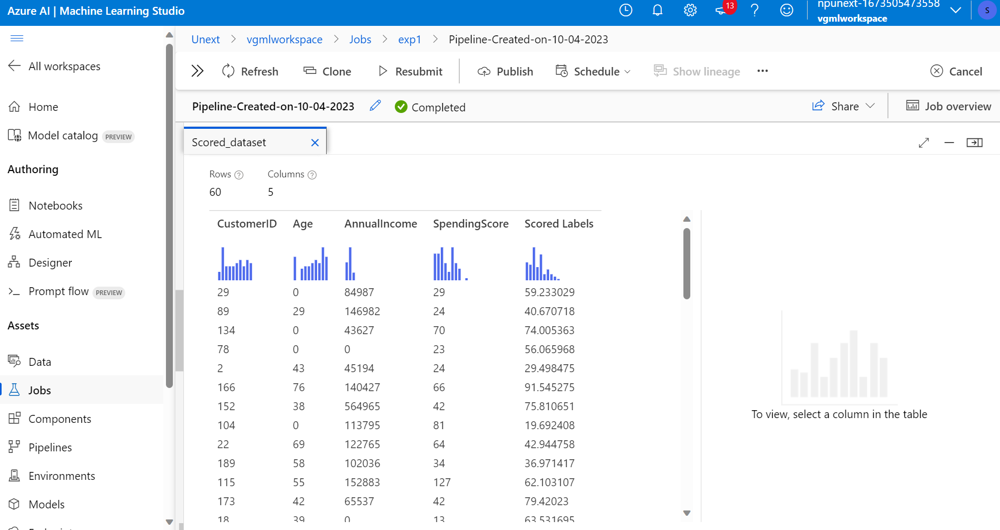 Azure AI | Machine Learning Studio
13
npunext-1673505473558
vgmlworkspace
S
All workspaces
Home
Model catalog PREVIEW
Authoring
Notebooks
Automated ML
Designer
Prompt flow PREVIEW
Assets
Data
Jobs
Components
Pipelines
Environments
Models
Unext > vgmlworkspace > Jobs > exp1 > Pipeline-Created-on-10-04-2023
Refresh Clone Resubmit Publish Schedule Show lineage ... Cancel
Pipeline-Created-on-10-04-2023 Completed Share Job overview
Scored_dataset
Rows Columns
60 5
CustomerID Age AnnualIncome SpendingScore Scored Labels
29 0 84987 29 59.233029
89 29 146982 24 40.670718
134 0 43627 70 74.005363
78 0 0 23 56.065968
2 43 45194 24 29.498475
166 76 140427 66 91.545275
152 38 564965 42 75.810651
104 0 113795 81 19.692408
22 69 122765 64 42.944758
189 58 102036 34 36.971417
115 55 152883 127 62.103107
173 42 65537 42 79.42023
18 39 0 13 63.531695
To view, select a column in the table